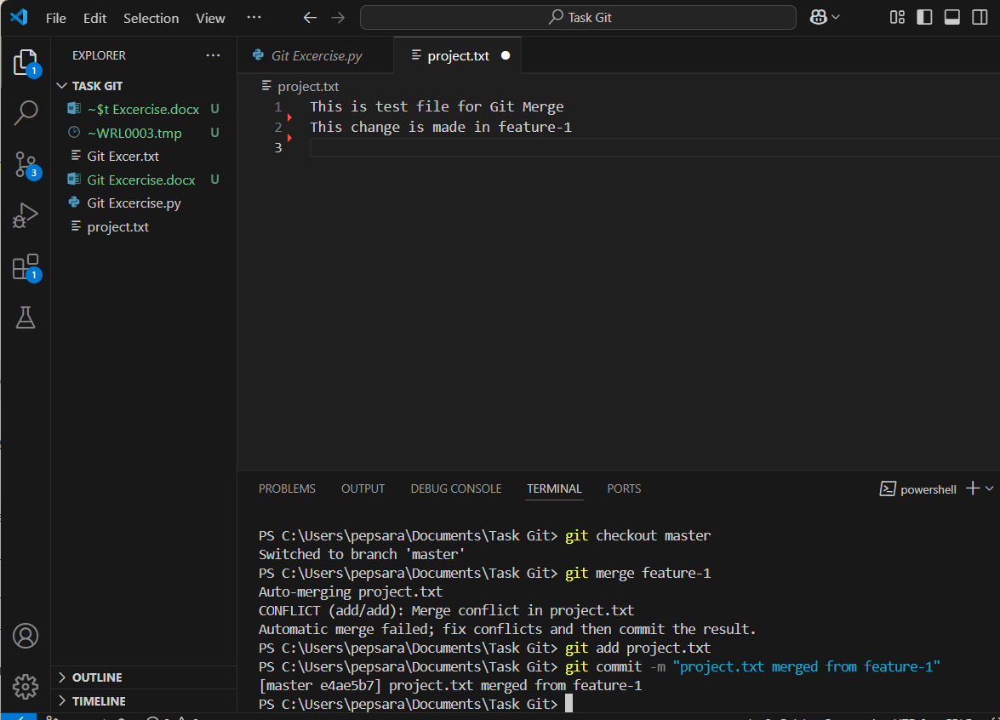 File Edit Selection View ··· Task Git
EXPLORER ···
1
TASK GIT
~$t Excercise.docx U
~WRL0003.tmp U
Git Excer.txt
3
Git Excercise.docx U
Git Excercise.py
project.txt
1
OUTLINE
TIMELINE
Git Excercise.py project.txt
project.txt
1 This is test file for Git Merge
2 This change is made in feature-1
3
PROBLEMS OUTPUT DEBUG CONSOLE TERMINAL PORTS powershell
PS C:\Users\pepsara\Documents\Task Git> git checkout master
Switched to branch 'master'
PS C:\Users\pepsara\Documents\Task Git> git merge feature-1
Auto-merging project.txt
CONFLICT (add/add): Merge conflict in project.txt
Automatic merge failed; fix conflicts and then commit the result.
PS C:\Users\pepsara\Documents\Task Git> git add project.txt
PS C:\Users\pepsara\Documents\Task Git> git commit -m "project.txt merged from feature-1"
[master e4ae5b7] project.txt merged from feature-1
PS C:\Users\pepsara\Documents\Task Git>